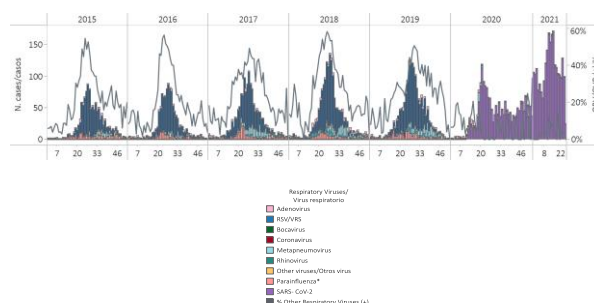 2015 2016 2017 2018 2019 2020 2021
N. cases/casos
150
100
50
0
60%
40%
20%
0%
7 20 33 46 7 20 33 46 7 20 33 46 7 20 33 46 7 20 33 46 7 20 33 46 8 22
Respiratory Viruses/
Virus respiratorio
Adenovirus
RSV/VRS
Bocavirus
Coronavirus
Metapneumovirus
Rhinovirus
Other viruses/Otros virus
Parainfluenza*
SARS- CoV-2
% Other Respiratory Viruses (+)